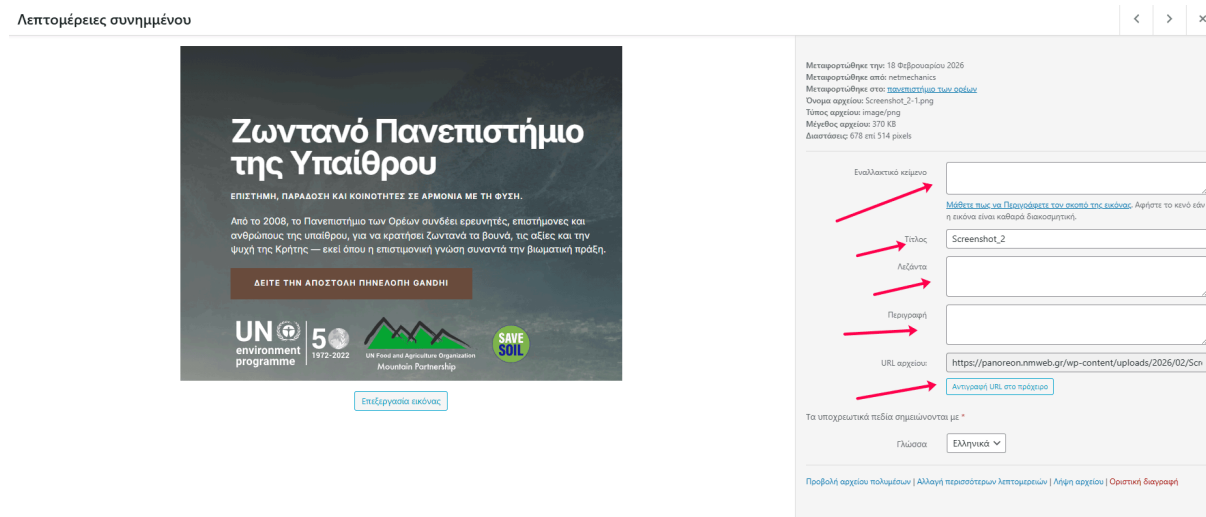 Λεπτομέρειες συνημμένου
Ζωντανό Πανεπιστήμιο
της Υπαίθρου
ΕΠΙΣΤΗΜΗ, ΠΑΡΑΔΟΣΗ ΚΑΙ ΚΟΙΝΟΤΗΤΕΣ ΣΕ ΑΡΜΟΝΙΑ ΜΕ ΤΗ ΦΥΣΗ.
Από το 2008, το Πανεπιστήμιο των Ορέων συνδέει ερευνητές, επιστήμονες και
ανθρώπους της υπαίθρου, για να κρατήσει ζωντανά τα βουνά, τις αξίες και την
ψυχή της Κρήτης — εκεί όπου η επιστημονική γνώση συναντά την βιωματική πράξη.
ΔΕΙΤΕ ΤΗΝ ΑΠΟΣΤΟΛΗ ΠΗΝΕΛΟΠΗ GANDHI
UN
environment
programme
50
1972-2022
UN Food and Agriculture Organization
Mountain Partnership
SAVE
SOIL
Επεξεργασία εικόνας
Μεταφορτώθηκε την: 18 Φεβρουαρίου 2026
Μεταφορτώθηκε από: netmechanics
Μεταφορτώθηκε στο: πανεπιστήμιο των ορέων
Όνομα αρχείου: Screenshot_2-1.png
Τύπος αρχείου: image/png
Μέγεθος αρχείου: 370 KB
Διαστάσεις: 678 επί 514 pixels
Εναλλακτικό κείμενο
Μάθετε πως να Περιγράφετε τον σκοπό της εικόνας. Αφήστε το κενό εάν
η εικόνα είναι καθαρά διακοσμητική.
Τίτλος Screenshot_2
Λεζάντα
Περιγραφή
URL αρχείου: https://panoreon.nmweb.gr/wp-content/uploads/2026/02/Scr
Αντιγραφή URL στο πρόχειρο
Τα υποχρεωτικά πεδία σημειώνονται με *
Γλώσσα Ελληνικά
Προβολή αρχείου πολυμέσων | Αλλαγή περισσότερων λεπτομερειών | Λήψη αρχείου | Οριστική διαγραφή